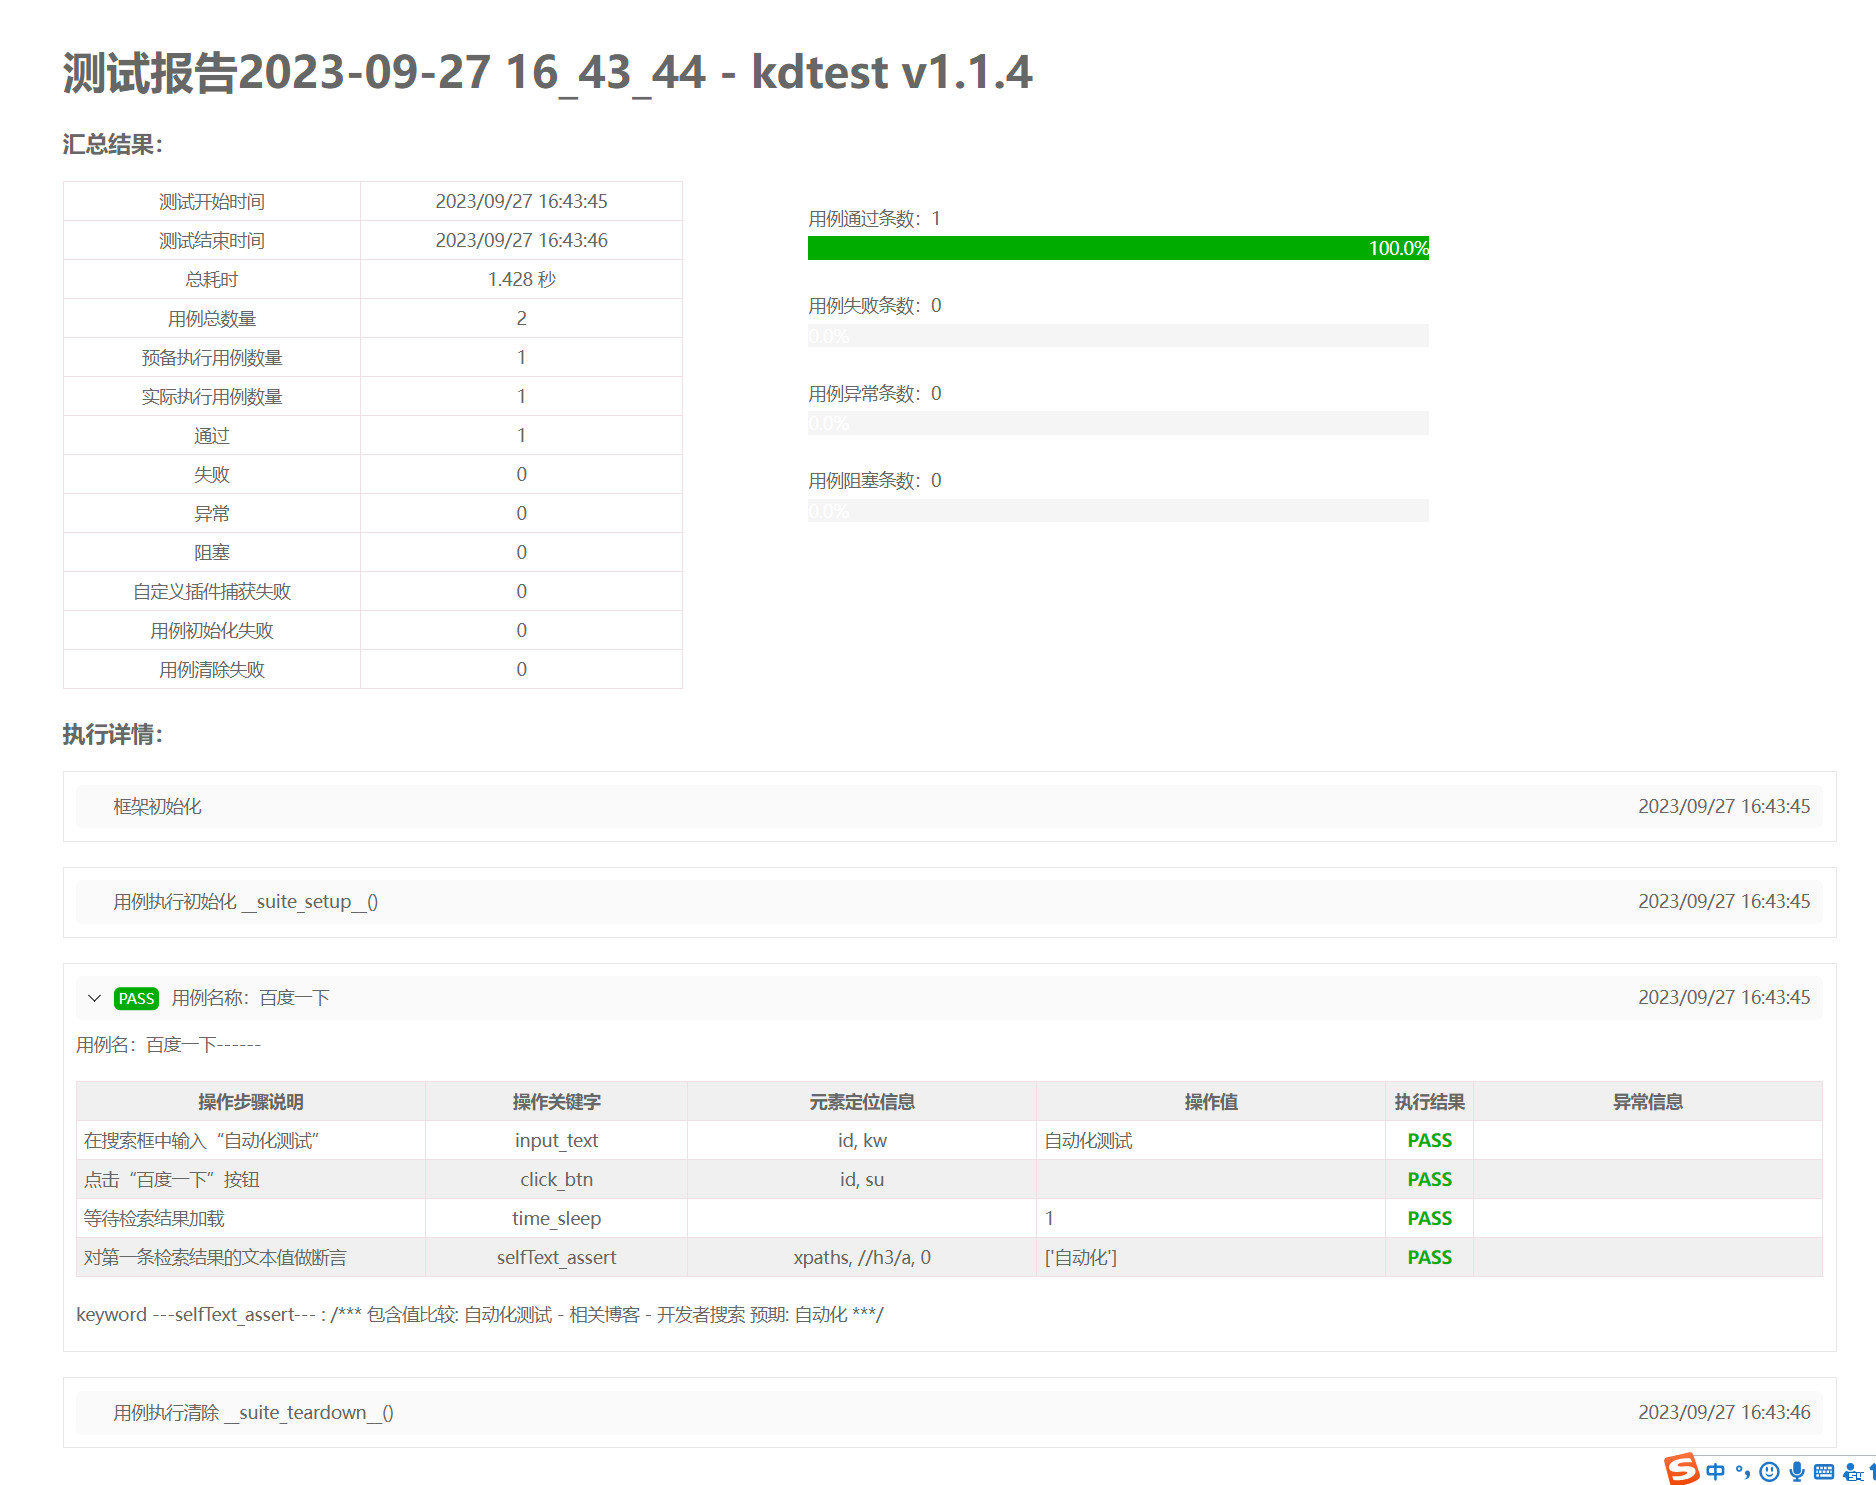 测试报告2023-09-27 16_43_44 - kdtest v1.1.4
汇总结果：
测试开始时间 2023/09/27 16:43:45
测试结束时间 2023/09/27 16:43:46
总耗时 1.428 秒
用例总数量 2
预备执行用例数量 1
实际执行用例数量 1
通过 1
失败 0
异常 0
阻塞 0
自定义插件捕获失败 0
用例初始化失败 0
用例清除失败 0
用例通过条数：1
100.0%
用例失败条数：0
0.0%
用例异常条数：0
0.0%
用例阻塞条数：0
0.0%
执行详情：
框架初始化 2023/09/27 16:43:45
用例执行初始化 __suite_setup__() 2023/09/27 16:43:45
PASS 用例名称：百度一下 2023/09/27 16:43:45
用例名：百度一下------
操作步骤说明 操作关键字 元素定位信息 操作值 执行结果 异常信息
在搜索框中输入“自动化测试” input_text id, kw 自动化测试 PASS
点击“百度一下”按钮 click_btn id, su PASS
等待检索结果加载 time_sleep 1 PASS
对第一条检索结果的文本值做断言 selfText_assert xpaths, //h3/a, 0 ['自动化'] PASS
keyword ---selfText_assert--- : /*** 包含值比较: 自动化测试 - 相关博客 - 开发者搜索 预期: 自动化 ***/
用例执行清除 __suite_teardown__() 2023/09/27 16:43:46
中